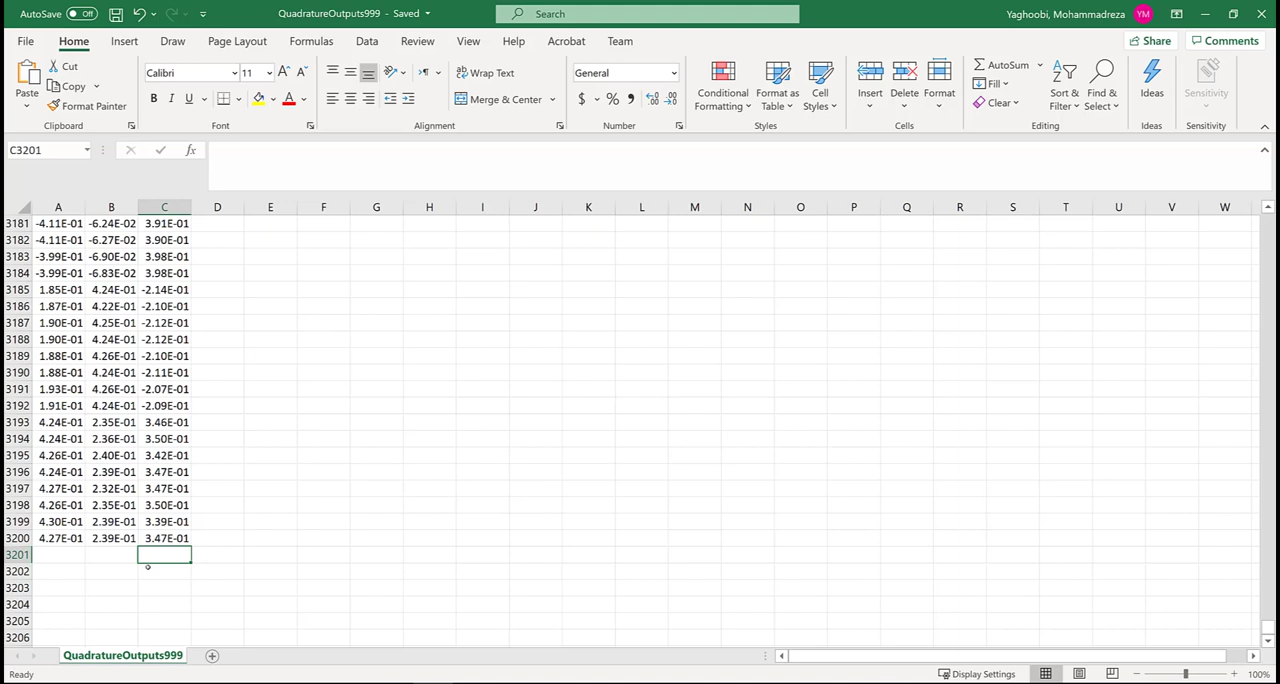 AutoSave Off QuadratureOutputs999 - Saved Search Yaghoobi, Mohammadreza YM
File Home Insert Draw Page Layout Formulas Data Review View Help Acrobat Team Share Comments
Paste Cut Copy Format Painter Clipboard
Calibri 11 A A B I U A Font
Wrap Text Merge & Center Alignment
General $ % , Number
Conditional Formatting Format as Table Cell Styles Styles
Insert Delete Format Cells
AutoSum Fill Clear Sort & Filter Find & Select Editing
Ideas Ideas
Sensitivity Sensitivity
C3201 fx
A B C D E F G H I J K L M N O P Q R S T U V W
3181 -4.11E-01 -6.24E-02 3.91E-01
3182 -4.11E-01 -6.27E-02 3.90E-01
3183 -3.99E-01 -6.90E-02 3.98E-01
3184 -3.99E-01 -6.83E-02 3.98E-01
3185 1.85E-01 4.24E-01 -2.14E-01
3186 1.87E-01 4.22E-01 -2.10E-01
3187 1.90E-01 4.25E-01 -2.12E-01
3188 1.90E-01 4.24E-01 -2.12E-01
3189 1.88E-01 4.26E-01 -2.10E-01
3190 1.88E-01 4.24E-01 -2.11E-01
3191 1.93E-01 4.26E-01 -2.07E-01
3192 1.91E-01 4.24E-01 -2.09E-01
3193 4.24E-01 2.35E-01 3.46E-01
3194 4.24E-01 2.36E-01 3.50E-01
3195 4.26E-01 2.40E-01 3.42E-01
3196 4.24E-01 2.39E-01 3.47E-01
3197 4.27E-01 2.32E-01 3.47E-01
3198 4.26E-01 2.35E-01 3.50E-01
3199 4.30E-01 2.39E-01 3.39E-01
3200 4.27E-01 2.39E-01 3.47E-01
3201
3202
3203
3204
3205
3206
QuadratureOutputs999
Ready Display Settings 100%